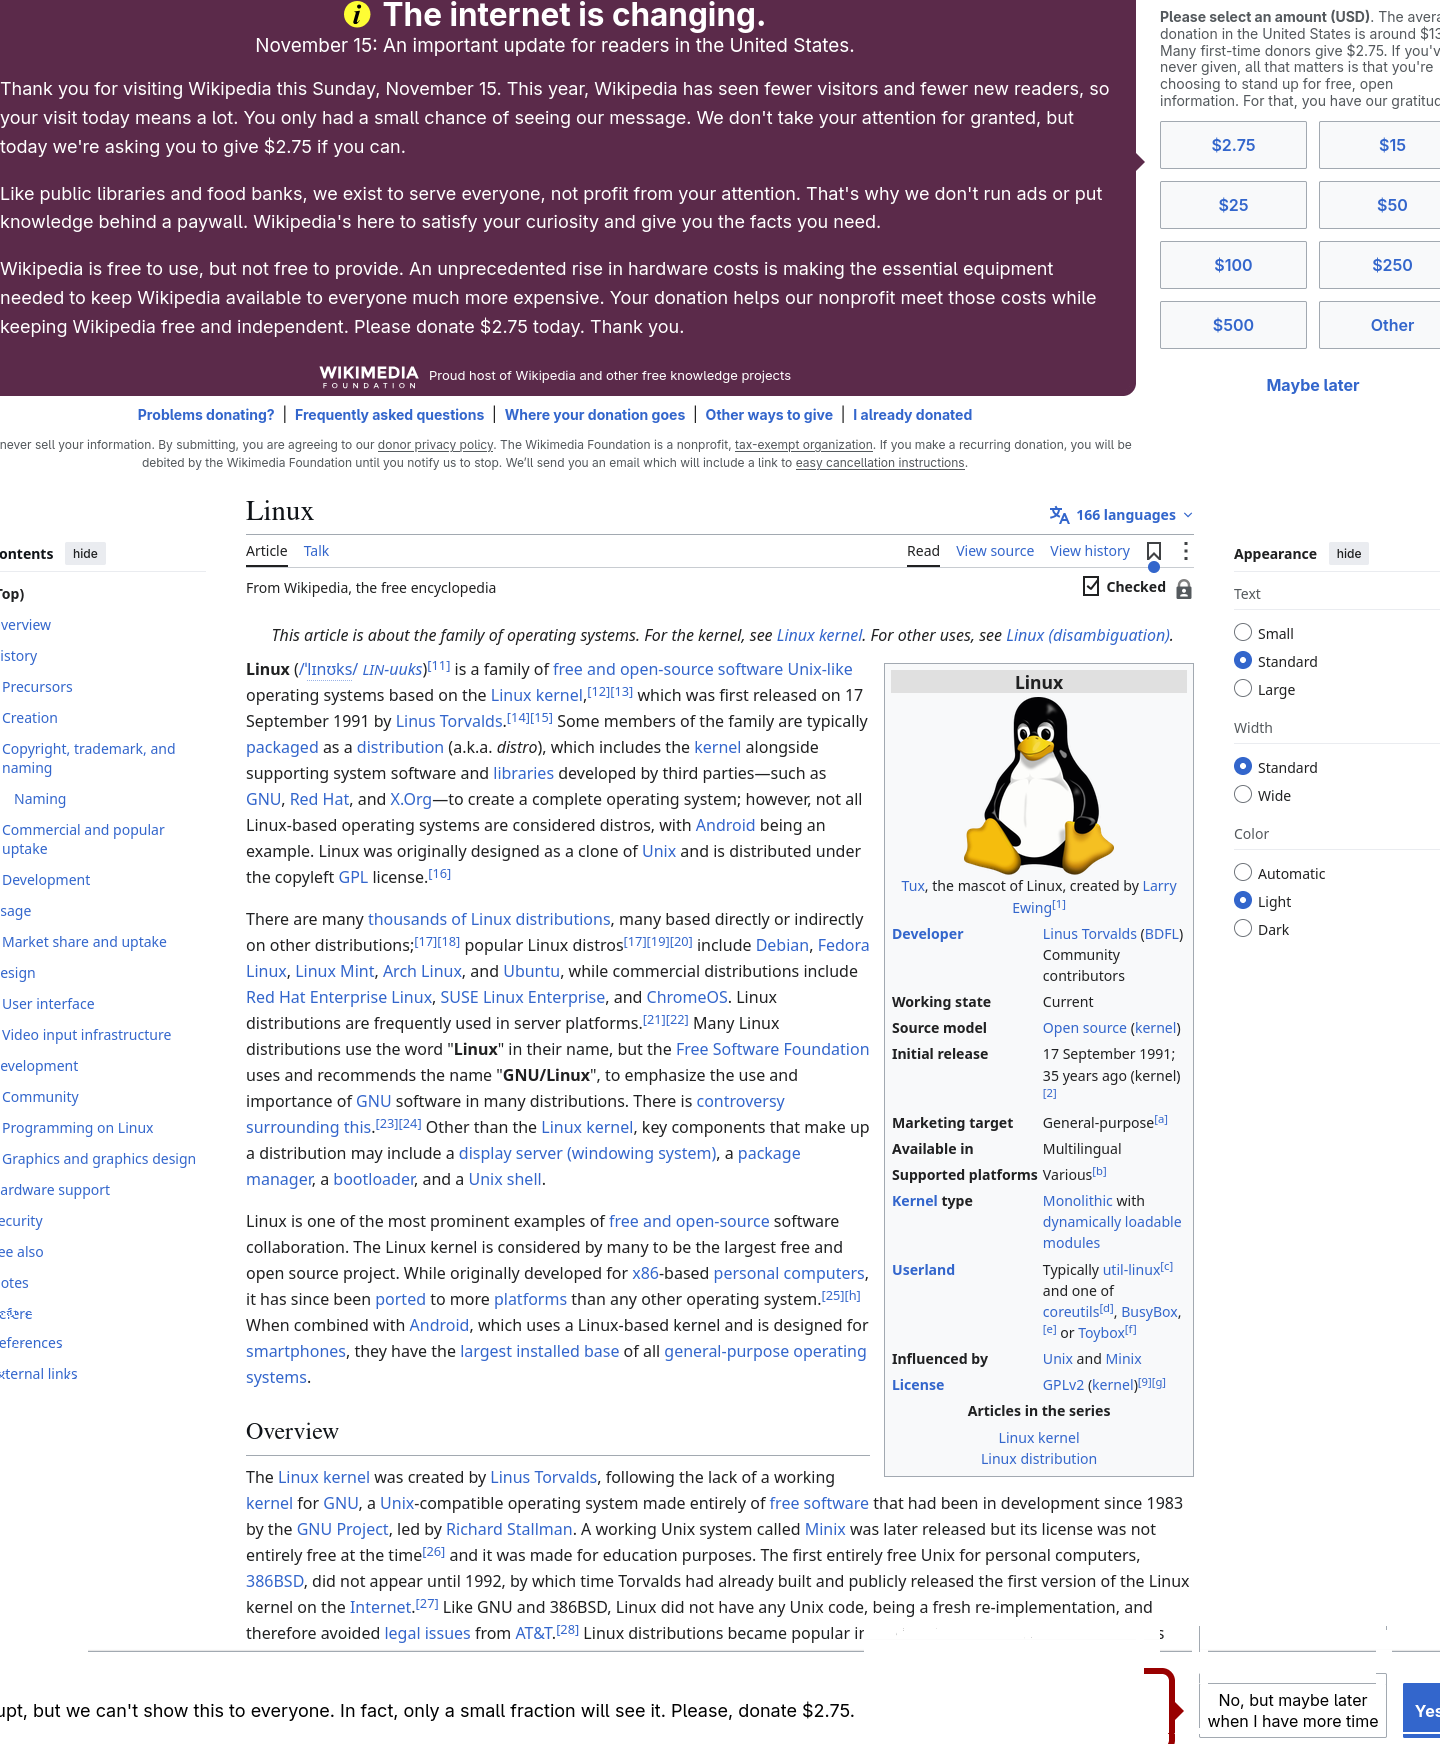 The internet is changing.
November 15: An important update for readers in the United States.
Thank you for visiting Wikipedia this Sunday, November 15. This year, Wikipedia has seen fewer visitors and fewer new readers, so
your visit today means a lot. You only had a small chance of seeing our message. We don't take your attention for granted, but
today we're asking you to give $2.75 if you can.
Like public libraries and food banks, we exist to serve everyone, not profit from your attention. That's why we don't run ads or put
knowledge behind a paywall. Wikipedia's here to satisfy your curiosity and give you the facts you need.
Wikipedia is free to use, but not free to provide. An unprecedented rise in hardware costs is making the essential equipment
needed to keep Wikipedia available to everyone much more expensive. Your donation helps our nonprofit meet those costs while
keeping Wikipedia free and independent. Please donate $2.75 today. Thank you.
WIKIMEDIA
FOUNDATION
Proud host of Wikipedia and other free knowledge projects
Please select an amount (USD). The avera
donation in the United States is around $13
Many first-time donors give $2.75. If you'v
never given, all that matters is that you're
choosing to stand up for free, open
information. For that, you have our gratitud
$2.75 $15
$25 $50
$100 $250
$500 Other
Maybe later
Problems donating? | Frequently asked questions | Where your donation goes | Other ways to give | I already donated
never sell your information. By submitting, you are agreeing to our donor privacy policy. The Wikimedia Foundation is a nonprofit, tax-exempt organization. If you make a recurring donation, you will be
debited by the Wikimedia Foundation until you notify us to stop. We'll send you an email which will include a link to easy cancellation instructions.
Linux
166 languages
Article Talk
Read View source View history
From Wikipedia, the free encyclopedia
Checked
ontents hide
Top)
verview
istory
Precursors
Creation
Copyright, trademark, and
naming
Naming
Commercial and popular
uptake
Development
sage
Market share and uptake
esign
User interface
Video input infrastructure
evelopment
Community
Programming on Linux
Graphics and graphics design
ardware support
ecurity
ee also
otes
eferences
xternal links
This article is about the family of operating systems. For the kernel, see Linux kernel. For other uses, see Linux (disambiguation).
Linux (/ˈlɪnʊks/ LIN-uuks)[11] is a family of free and open-source software Unix-like
operating systems based on the Linux kernel,[12][13] which was first released on 17
September 1991 by Linus Torvalds.[14][15] Some members of the family are typically
packaged as a distribution (a.k.a. distro), which includes the kernel alongside
supporting system software and libraries developed by third parties—such as
GNU, Red Hat, and X.Org—to create a complete operating system; however, not all
Linux-based operating systems are considered distros, with Android being an
example. Linux was originally designed as a clone of Unix and is distributed under
the copyleft GPL license.[16]
There are many thousands of Linux distributions, many based directly or indirectly
on other distributions;[17][18] popular Linux distros[17][19][20] include Debian, Fedora
Linux, Linux Mint, Arch Linux, and Ubuntu, while commercial distributions include
Red Hat Enterprise Linux, SUSE Linux Enterprise, and ChromeOS. Linux
distributions are frequently used in server platforms.[21][22] Many Linux
distributions use the word "Linux" in their name, but the Free Software Foundation
uses and recommends the name "GNU/Linux", to emphasize the use and
importance of GNU software in many distributions. There is controversy
surrounding this.[23][24] Other than the Linux kernel, key components that make up
a distribution may include a display server (windowing system), a package
manager, a bootloader, and a Unix shell.
Linux is one of the most prominent examples of free and open-source software
collaboration. The Linux kernel is considered by many to be the largest free and
open source project. While originally developed for x86-based personal computers,
it has since been ported to more platforms than any other operating system.[25][h]
When combined with Android, which uses a Linux-based kernel and is designed for
smartphones, they have the largest installed base of all general-purpose operating
systems.
Linux
Tux, the mascot of Linux, created by Larry
Ewing[1]
Developer Linus Torvalds (BDFL)
Community
contributors
Working state Current
Source model Open source (kernel)
Initial release 17 September 1991;
35 years ago (kernel)
[2]
Marketing target General-purpose[a]
Available in Multilingual
Supported platforms Various[b]
Kernel type Monolithic with
dynamically loadable
modules
Userland Typically util-linux[c]
and one of
coreutils[d], BusyBox,
[e] or Toybox[f]
Influenced by Unix and Minix
License GPLv2 (kernel)[9][g]
Articles in the series
Linux kernel
Linux distribution
Overview
The Linux kernel was created by Linus Torvalds, following the lack of a working
kernel for GNU, a Unix-compatible operating system made entirely of free software that had been in development since 1983
by the GNU Project, led by Richard Stallman. A working Unix system called Minix was later released but its license was not
entirely free at the time[26] and it was made for education purposes. The first entirely free Unix for personal computers,
386BSD, did not appear until 1992, by which time Torvalds had already built and publicly released the first version of the Linux
kernel on the Internet.[27] Like GNU and 386BSD, Linux did not have any Unix code, being a fresh re-implementation, and
therefore avoided legal issues from AT&T.[28] Linux distributions became popular in
Appearance hide
Text
Small
Standard
Large
Width
Standard
Wide
Color
Automatic
Light
Dark
upt, but we can't show this to everyone. In fact, only a small fraction will see it. Please, donate $2.75.
No, but maybe later
when I have more time
Yes